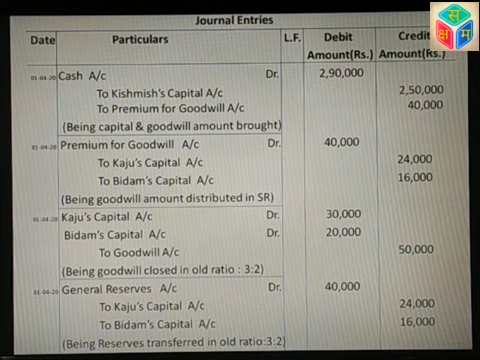 Journal Entries
Date Particulars L.F. Debit Amount(Rs.) Credit Amount(Rs.)
01-04-20 Cash A/c Dr. 2,90,000
To Kishmish's Capital A/c 2,50,000
To Premium for Goodwill A/c 40,000
(Being capital & goodwill amount brought)
01-04-20 Premium for Goodwill A/c Dr. 40,000
To Kaju's Capital A/c 24,000
To Bidam's Capital A/c 16,000
(Being goodwill amount distributed in SR)
01-04-20 Kaju's Capital A/c Dr. 30,000
Bidam's Capital A/c Dr. 20,000
To Goodwill A/c 50,000
(Being goodwill closed in old ratio : 3:2)
01-04-20 General Reserves A/c Dr. 40,000
To Kaju's Capital A/c 24,000
To Bidam's Capital A/c 16,000
(Being Reserves transferred in old ratio:3:2)
स
क्ष म